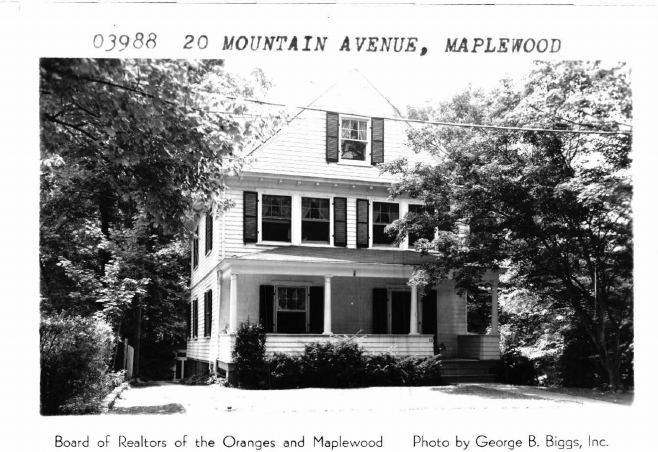 03988 20 MOUNTAIN AVENUE, MAPLEWOOD
Board of Realtors of the Oranges and Maplewood Photo by George B. Biggs, Inc.